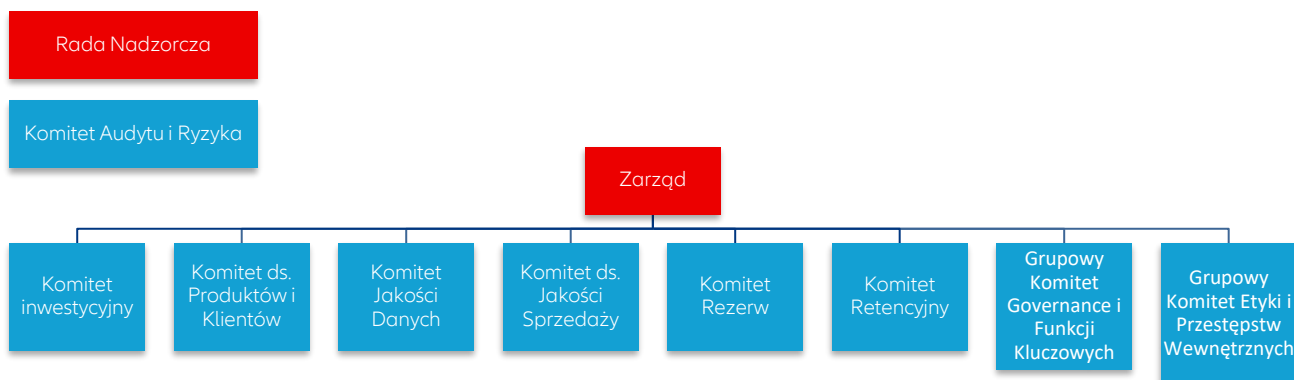 Rada Nadzorcza
Komitet Audytu i Ryzyka
Zarząd
Komitet
inwestycyjny
Komitet ds.
Produktów i
Klientów
Komitet
Jakości
Danych
Komitet ds.
Jakości
Sprzedaży
Komitet
Rezerw
Komitet
Retencyjny
Grupowy
Komitet
Governance i
Funkcji
Kluczowych
Grupowy
Komitet Etyki i
Przestępstw
Wewnętrznych